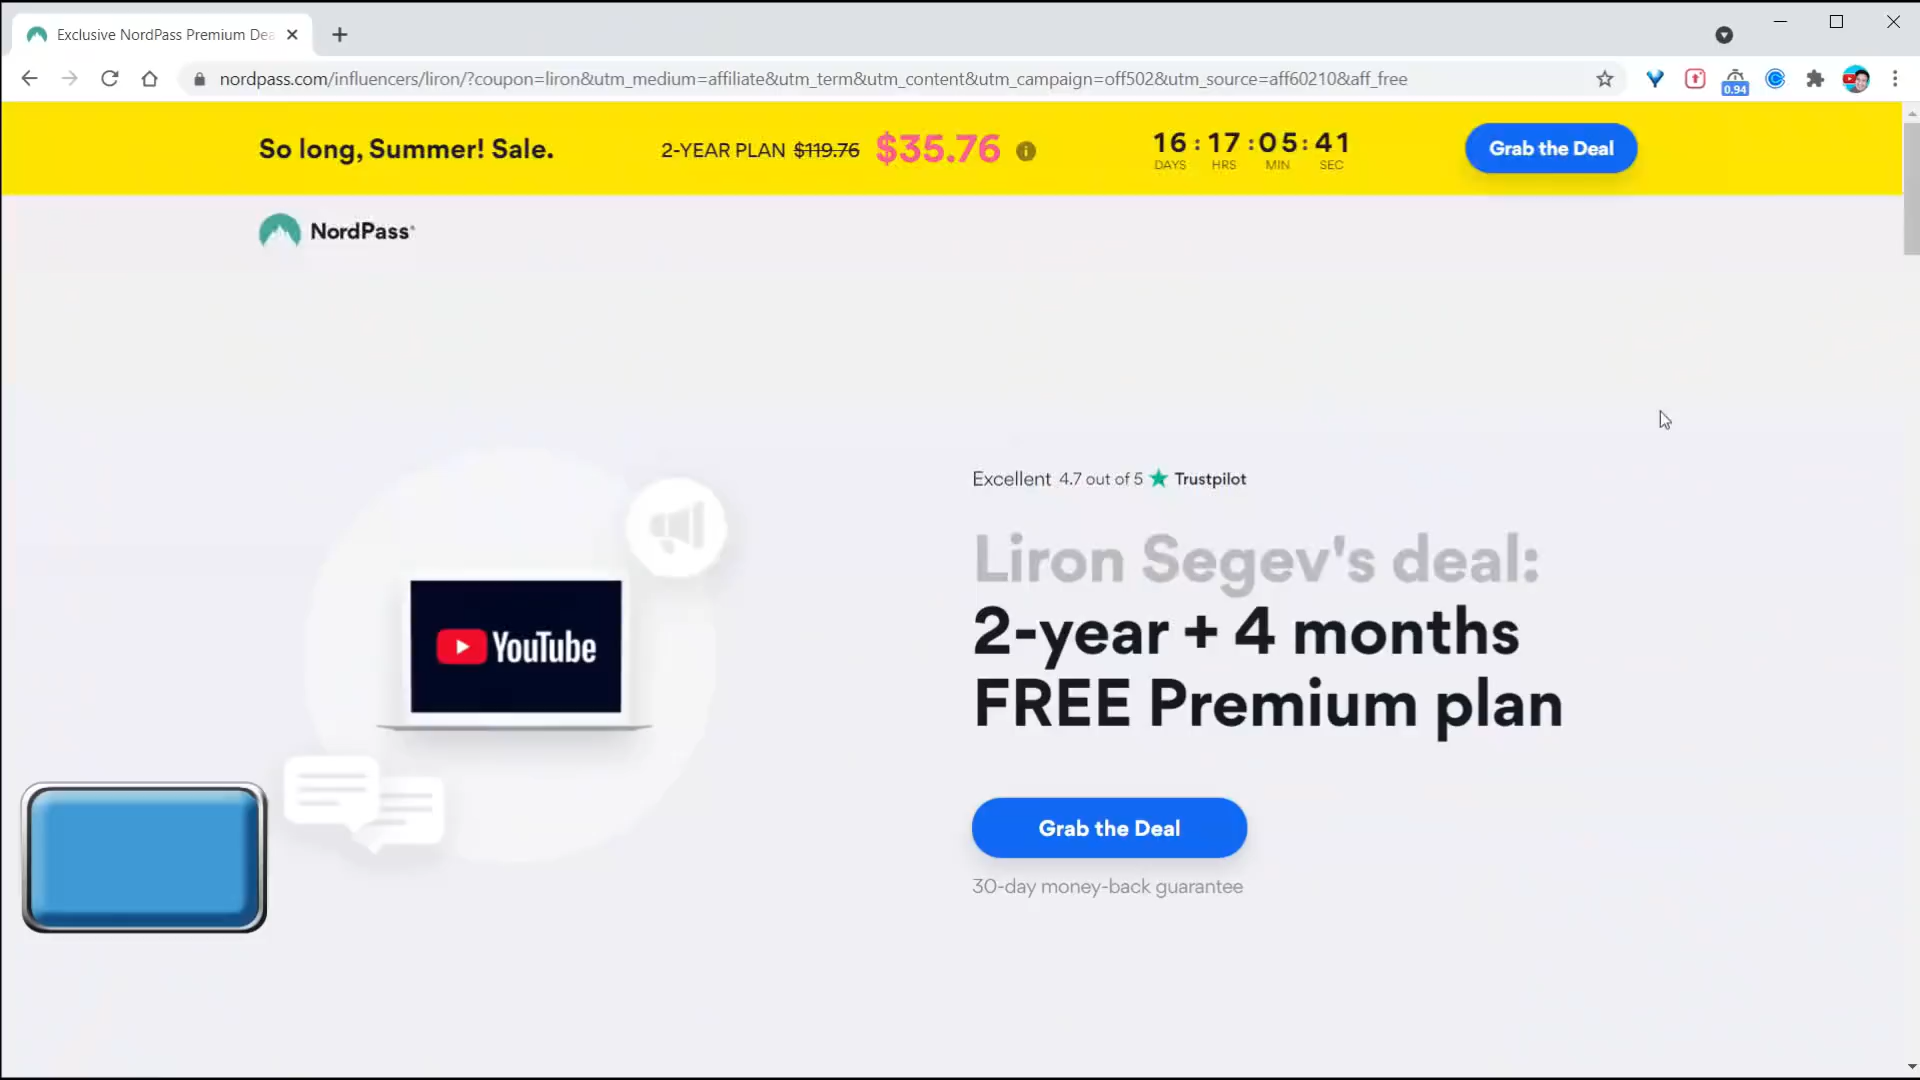 Exclusive NordPass Premium Dea
nordpass.com/influencers/liron/?coupon=liron&utm_medium=affiliate&utm_term&utm_content&utm_campaign=off502&utm_source=aff60210&aff_free
0.94
So long, Summer! Sale.
2-YEAR PLAN $119.76 $35.76
16 : 17 : 05 : 41
DAYS HRS MIN SEC
Grab the Deal
NordPass®
Excellent 4.7 out of 5 Trustpilot
Liron Segev's deal:
2-year + 4 months
FREE Premium plan
YouTube
Grab the Deal
30-day money-back guarantee